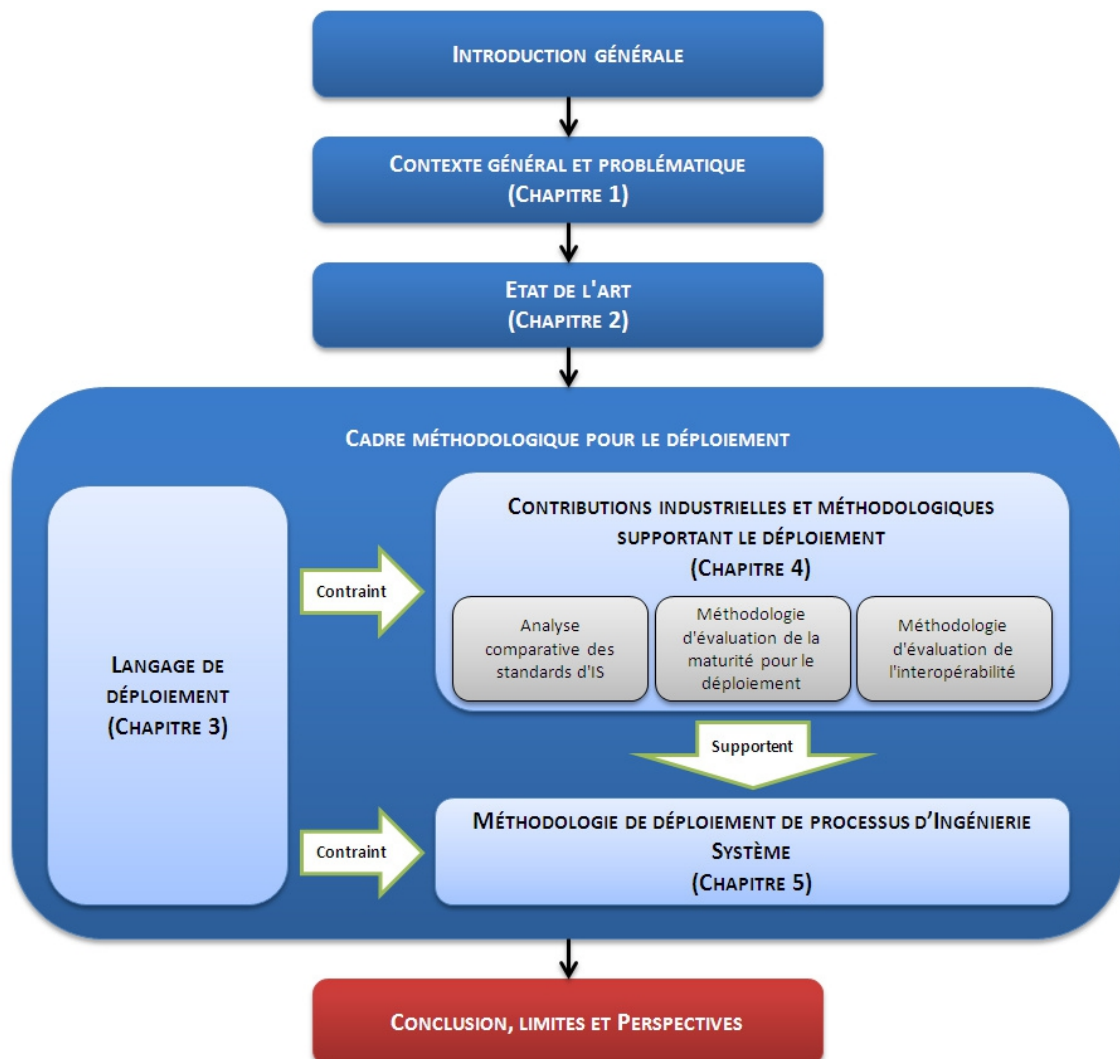 INTRODUCTION GÉNÉRALE
CONTEXTE GÉNÉRAL ET PROBLÉMATIQUE
(CHAPITRE 1)
ETAT DE L'ART
(CHAPITRE 2)
CADRE MÉTHODOLOGIQUE POUR LE DÉPLOIEMENT
LANGAGE DE
DÉPLOIEMENT
(CHAPITRE 3)
Contraint
CONTRIBUTIONS INDUSTRIELLES ET MÉTHODOLOGIQUES
SUPPORTANT LE DÉPLOIEMENT
(CHAPITRE 4)
Analyse
comparative des
standards d'IS
Méthodologie
d'évaluation de la
maturité pour le
déploiement
Méthodologie
d'évaluation de
l'interopérabilité
Supportent
Contraint
MÉTHODOLOGIE DE DÉPLOIEMENT DE PROCESSUS D’INGÉNIERIE
SYSTÈME
(CHAPITRE 5)
CONCLUSION, LIMITES ET PERSPECTIVES